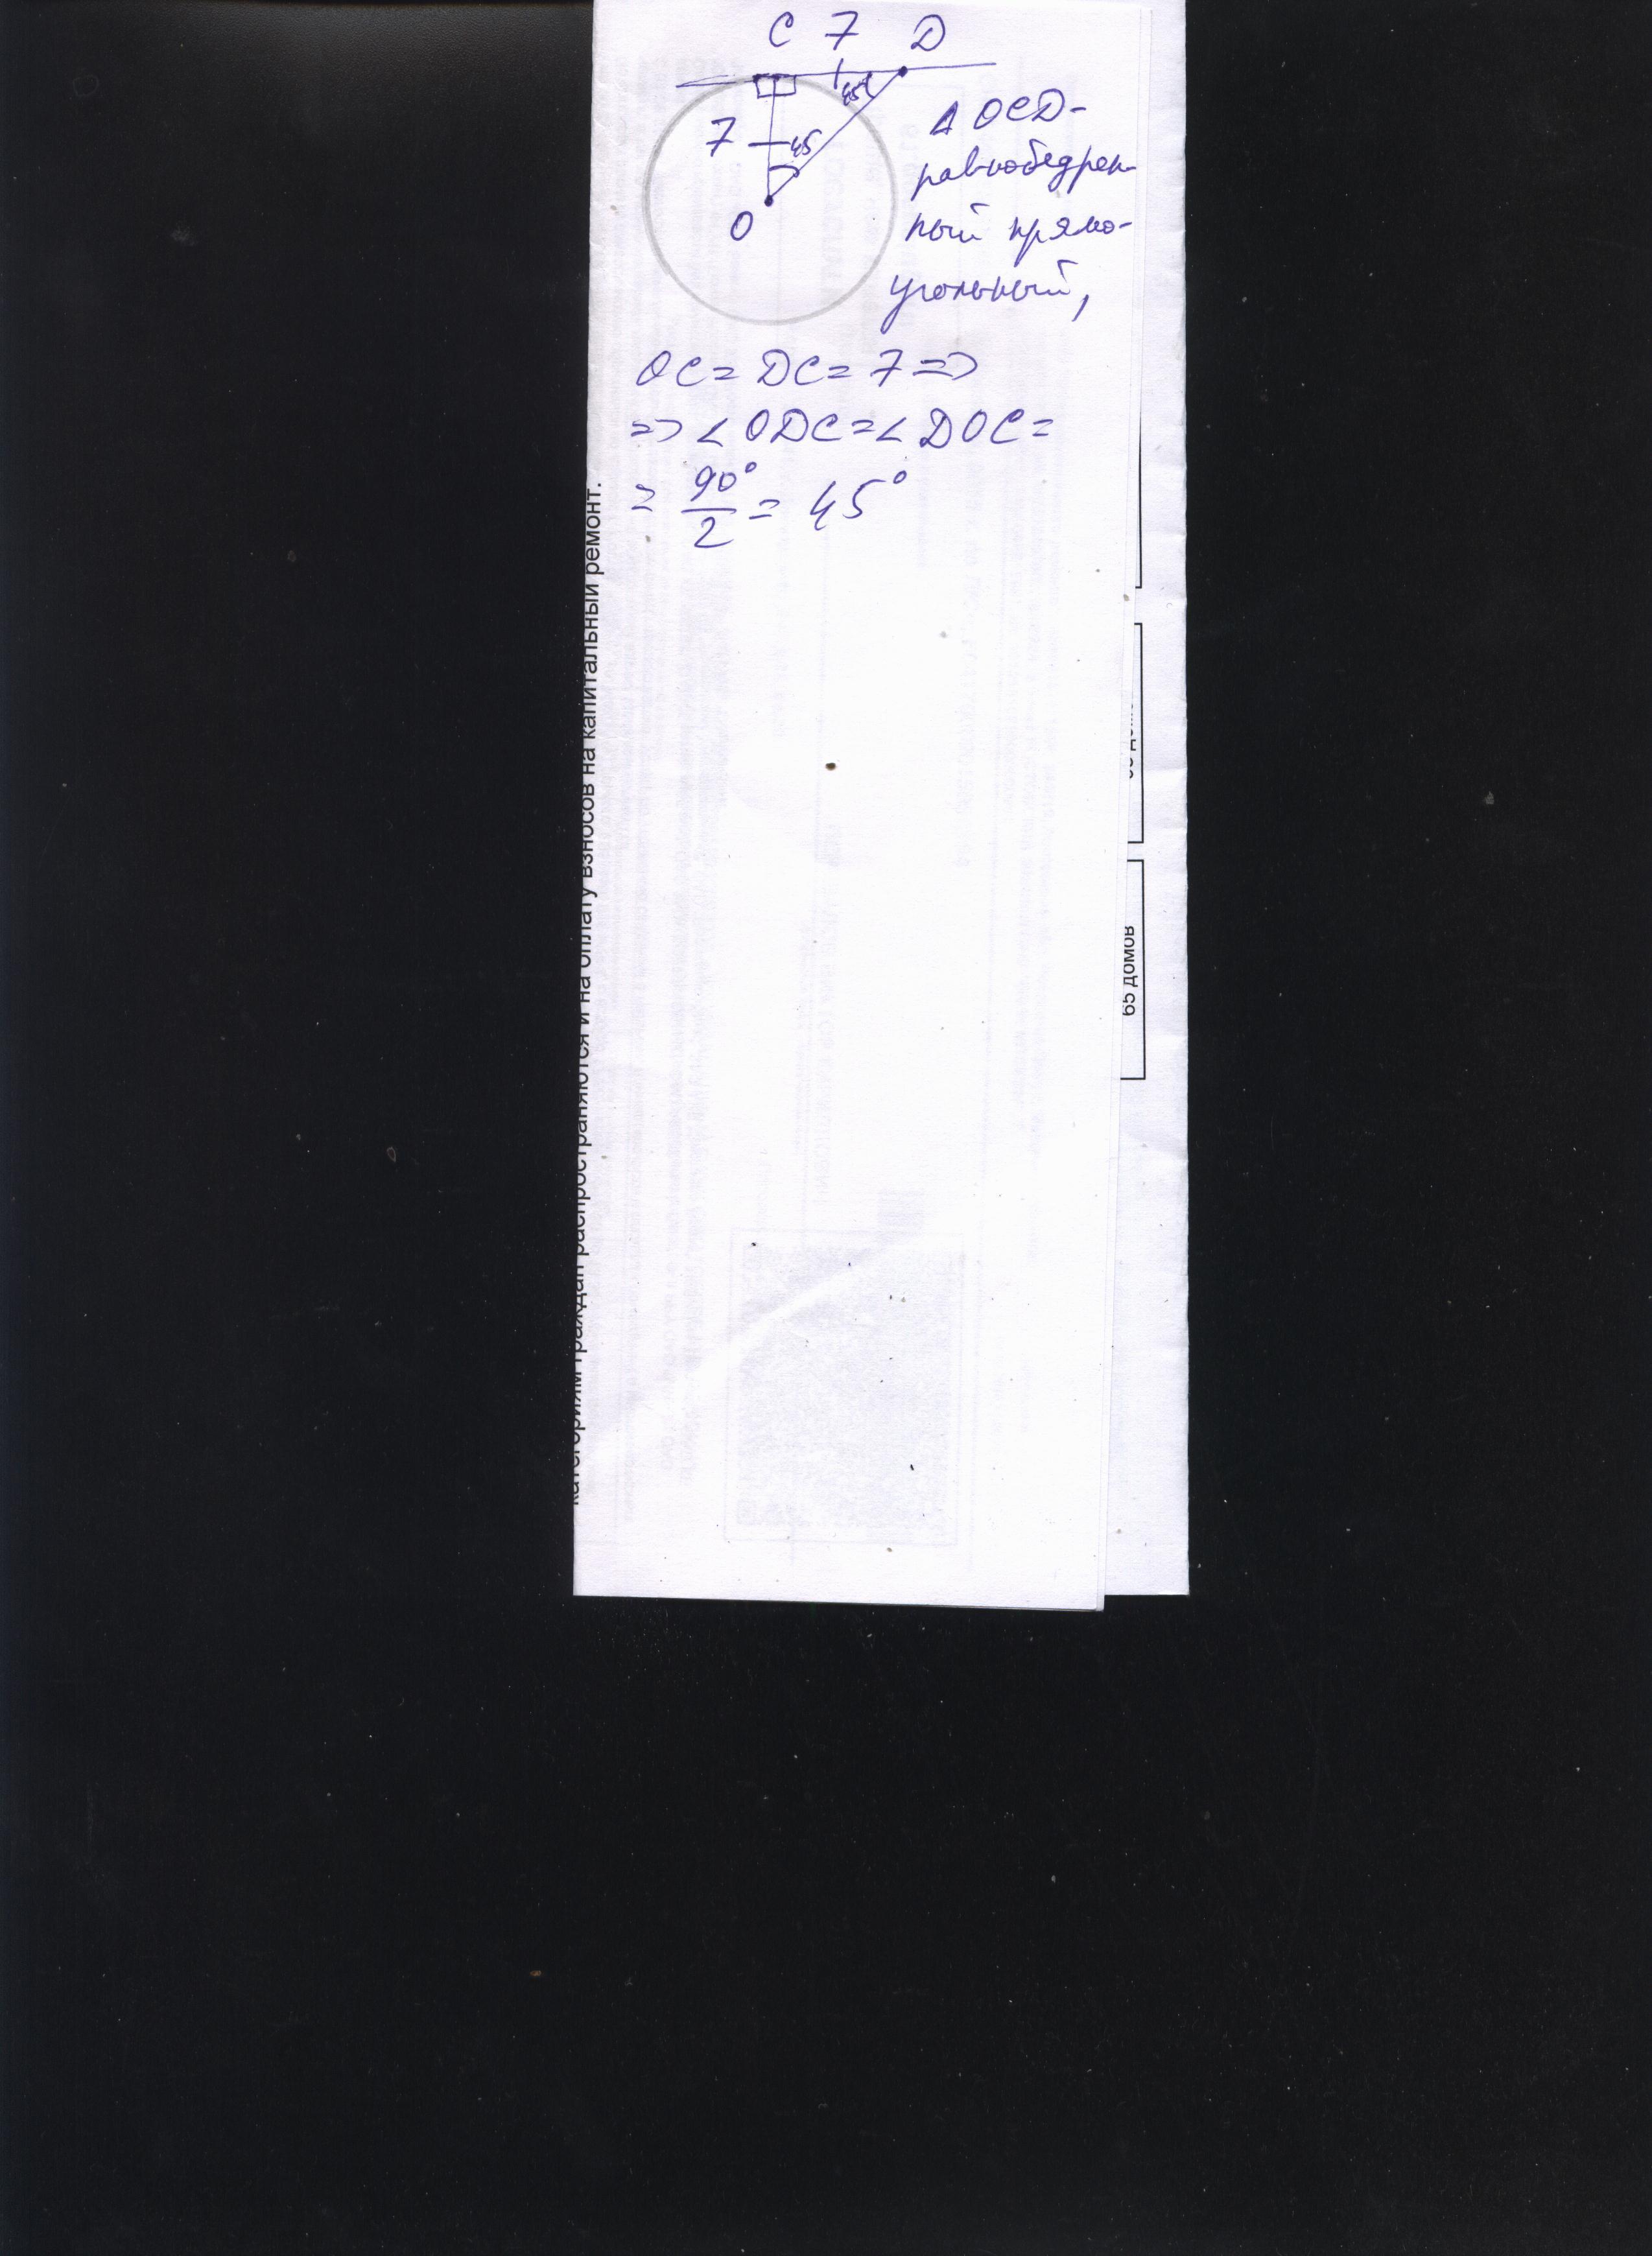 C 7 D
45°
7 45
O
Δ OCD-
равнобедрен-
ный прямо-
угольный,
OC = DC = 7 =>
=> ∠ ODC = ∠ DOC =
= 90°/2 = 45°
категориям граждан распространяются и на оплату взносов на капитальный ремонт.
65 домов